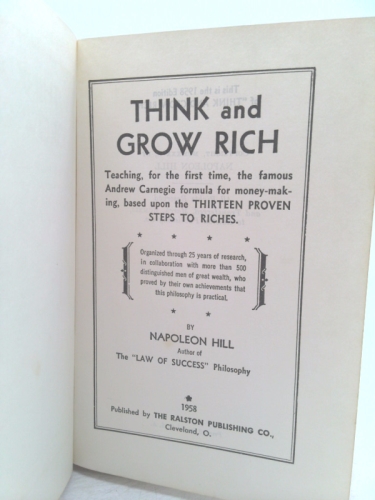 THINK and
GROW RICH
Teaching, for the first time, the famous
Andrew Carnegie formula for money-mak-
ing, based upon the THIRTEEN PROVEN
STEPS TO RICHES.
Organized through 25 years of research,
in collaboration with more than 500
distinguished men of great wealth, who
proved by their own achievements that
this philosophy is practical.
BY
NAPOLEON HILL
Author of
The "LAW OF SUCCESS" Philosophy
1958
Published by THE RALSTON PUBLISHING CO.,
Cleveland, O.